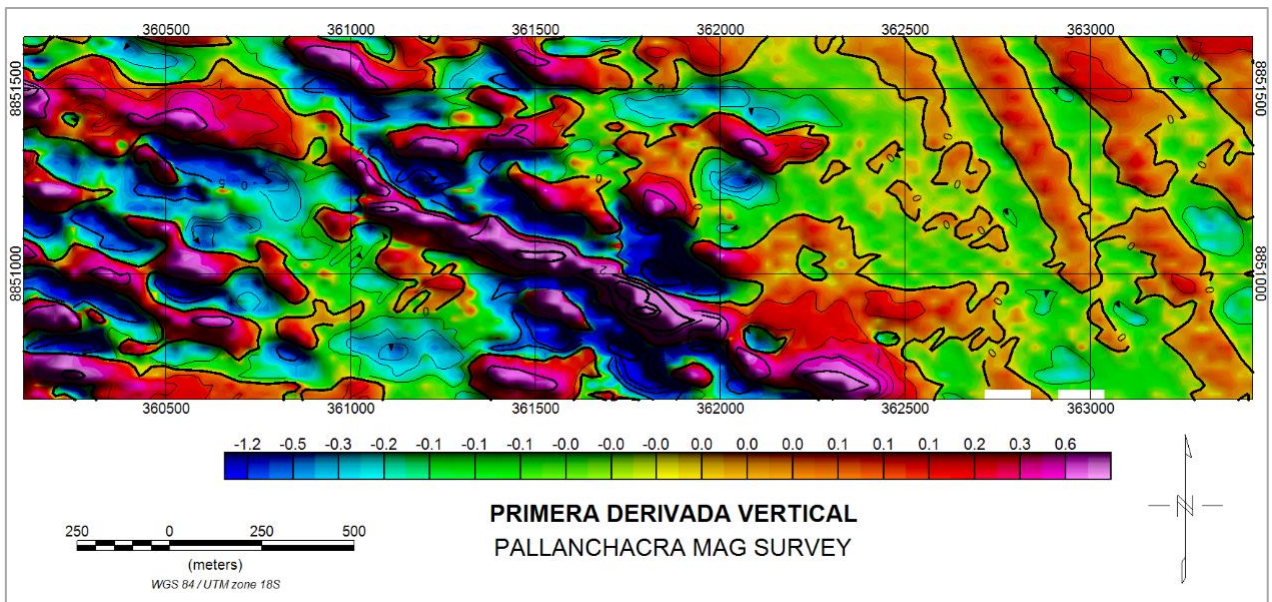 360500 361000 361500 362000 362500 363000
8851500 8851500
8851000 8851000
360500 361000 361500 362000 362500 363000
-1.2 -0.5 -0.3 -0.2 -0.1 -0.1 -0.1 -0.0 -0.0 -0.0 0.0 0.0 0.0 0.1 0.1 0.2 0.3 0.6
PRIMERA DERIVADA VERTICAL
PALLANCHACRA MAG SURVEY
250 0 250 500
(meters)
WGS 84 / UTM zone 18S
N